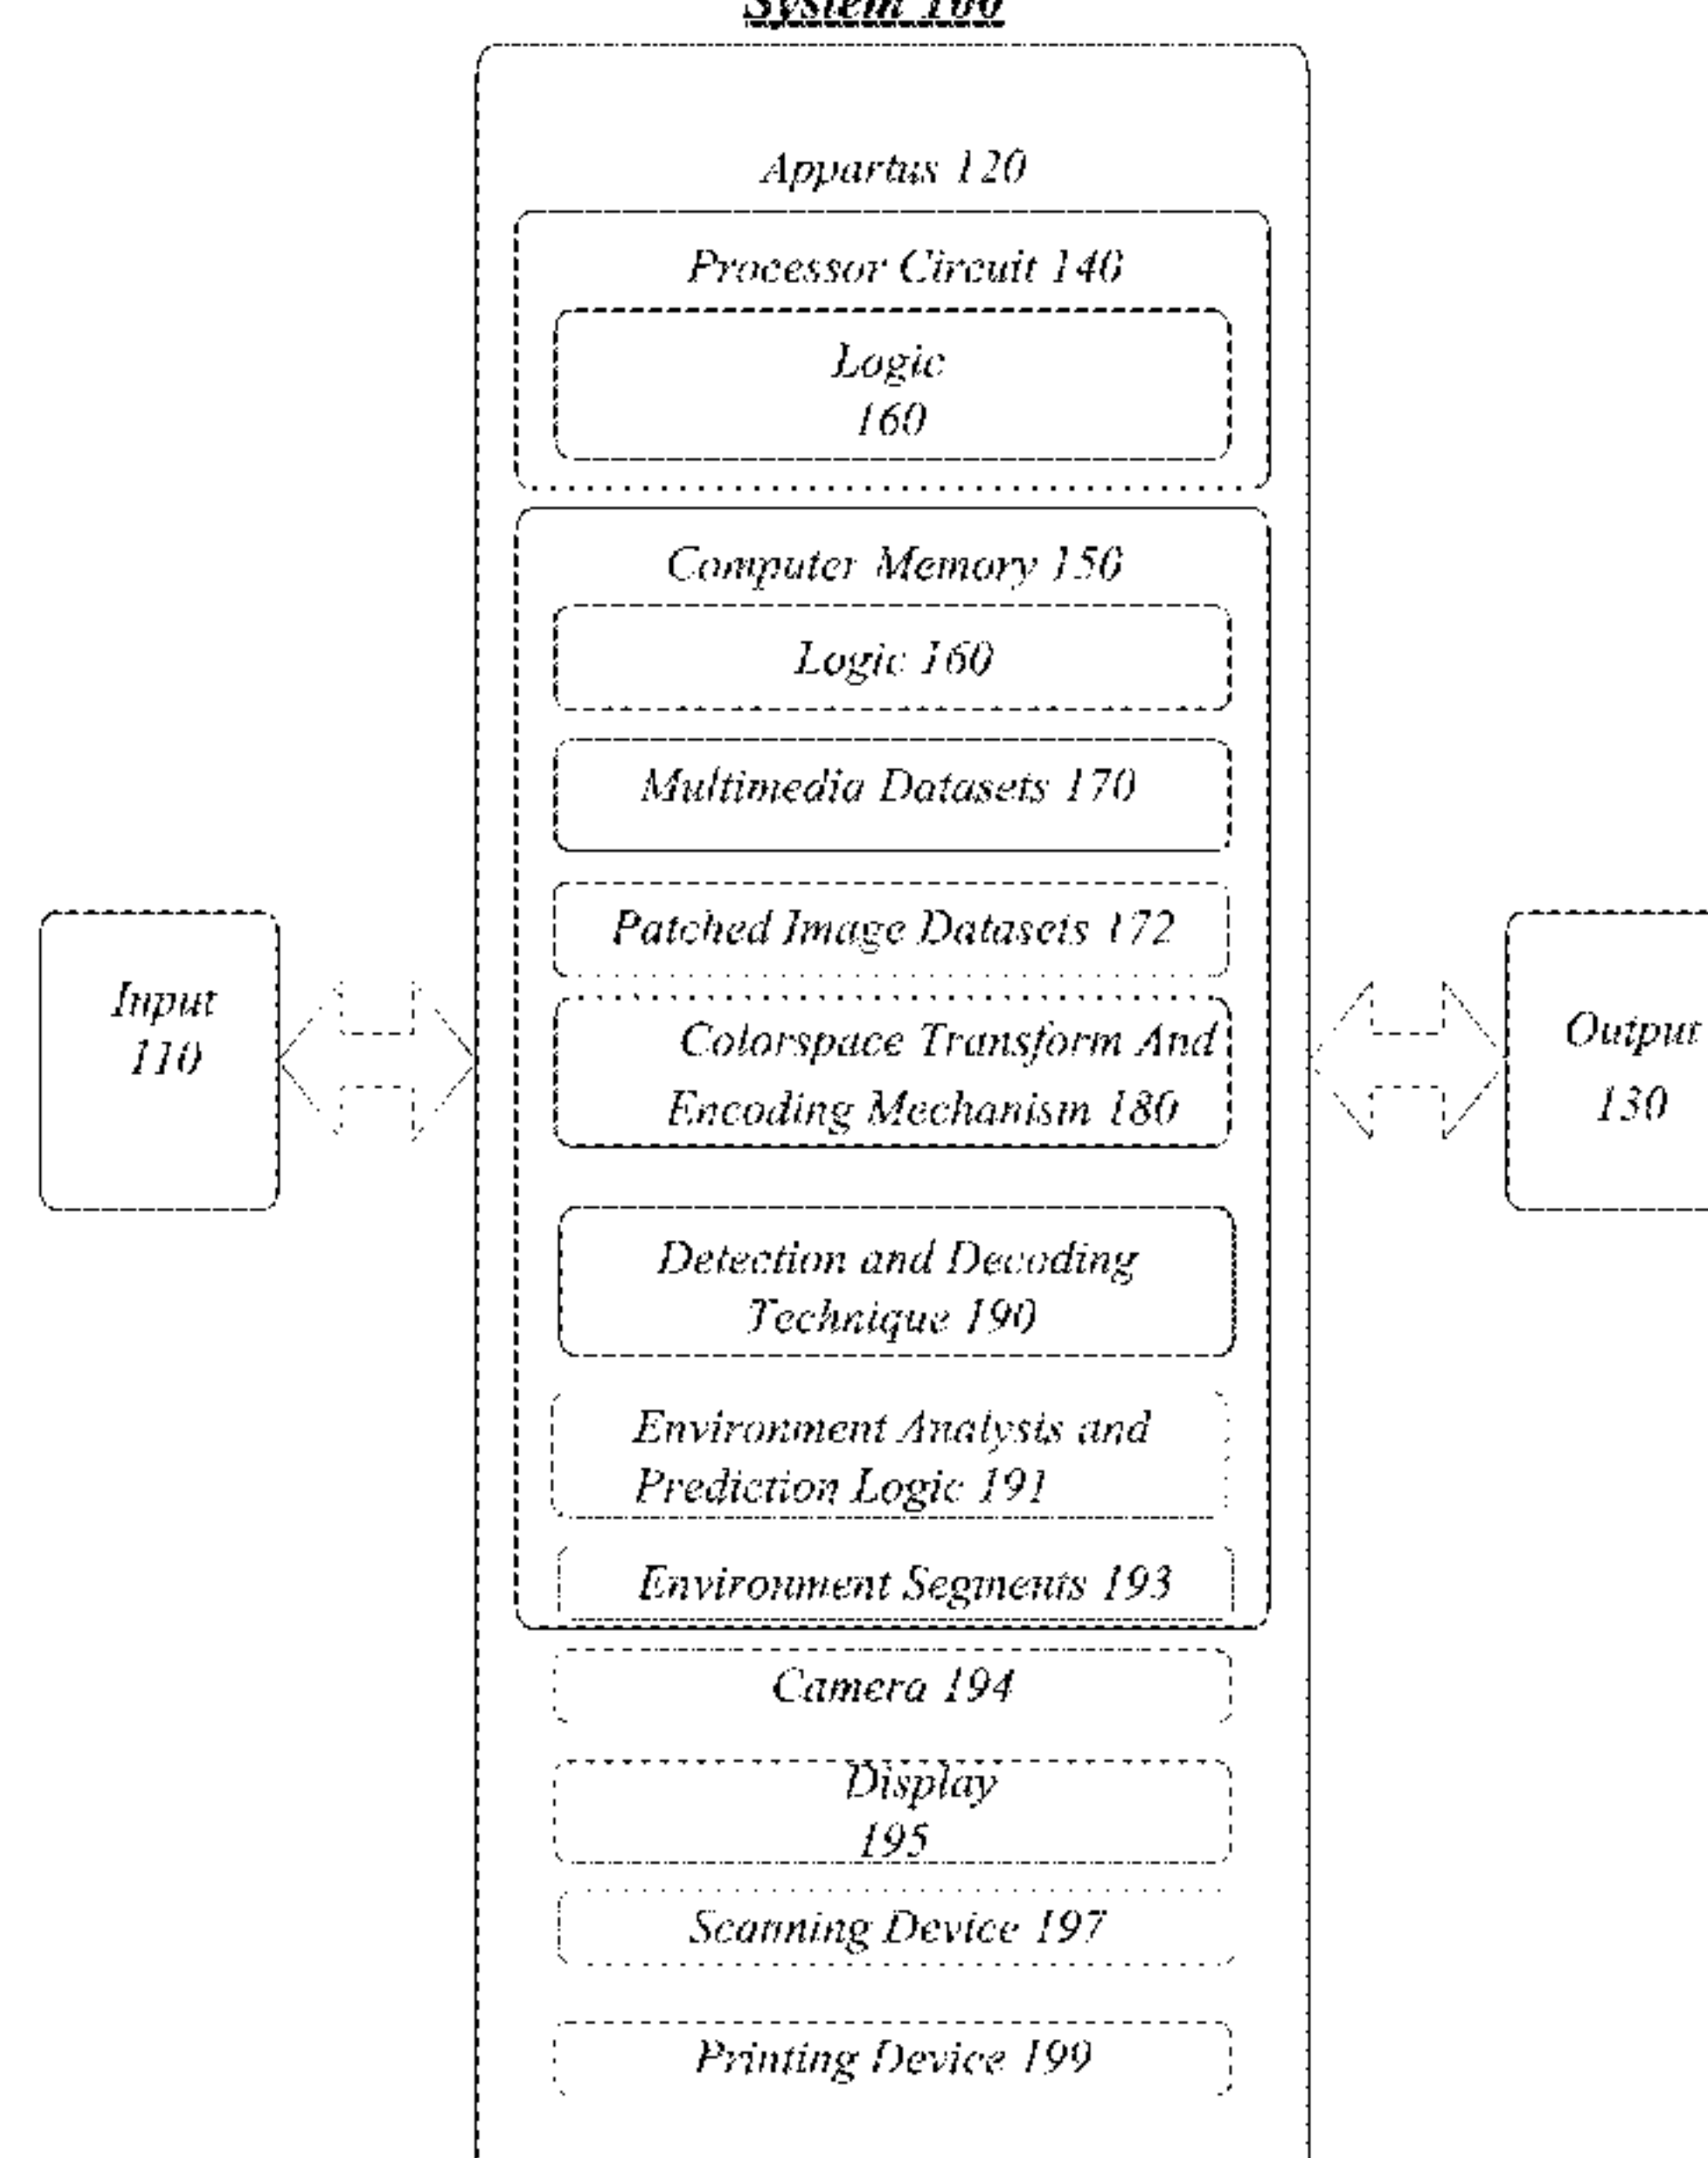 System 100
Appartus 120
Processor Circuit 140
Logic
160
Computer Memory 150
Logic 160
Multimedia Datasets 170
Patched Image Datasets 172
Input
110
Colorspace Transform And
Encoding Mechanism 180
Output
130
Detection and Decoding
Technique 190
Environment Analysis and
Prediction Logic 191
Environment Segments 193
Camera 194
Display
195
Scanning Device 197
Printing Device 199